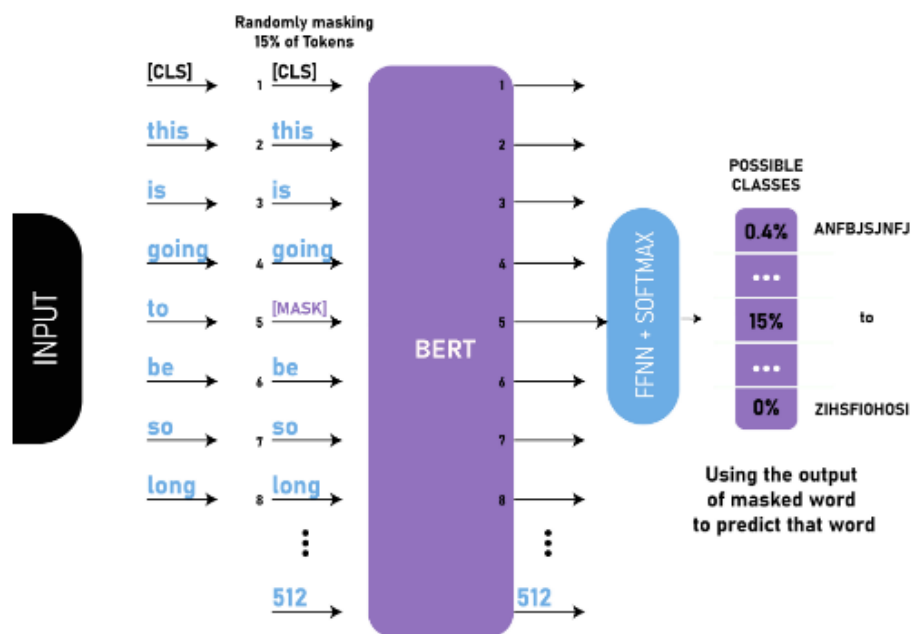 Randomly masking
15% of Tokens
INPUT
[CLS] 1 [CLS] 1
this 2 this 2
is 3 is 3
going 4 going 4
to 5 [MASK] 5
be 6 be 6
so 7 so 7
long 8 long 8
512 512
BERT
FFNN + SOFTMAX
POSSIBLE
CLASSES
0.4% ANFBJSJNFJ
...
15% to
...
0% ZIHSFIOHOSI
Using the output
of masked word
to predict that word